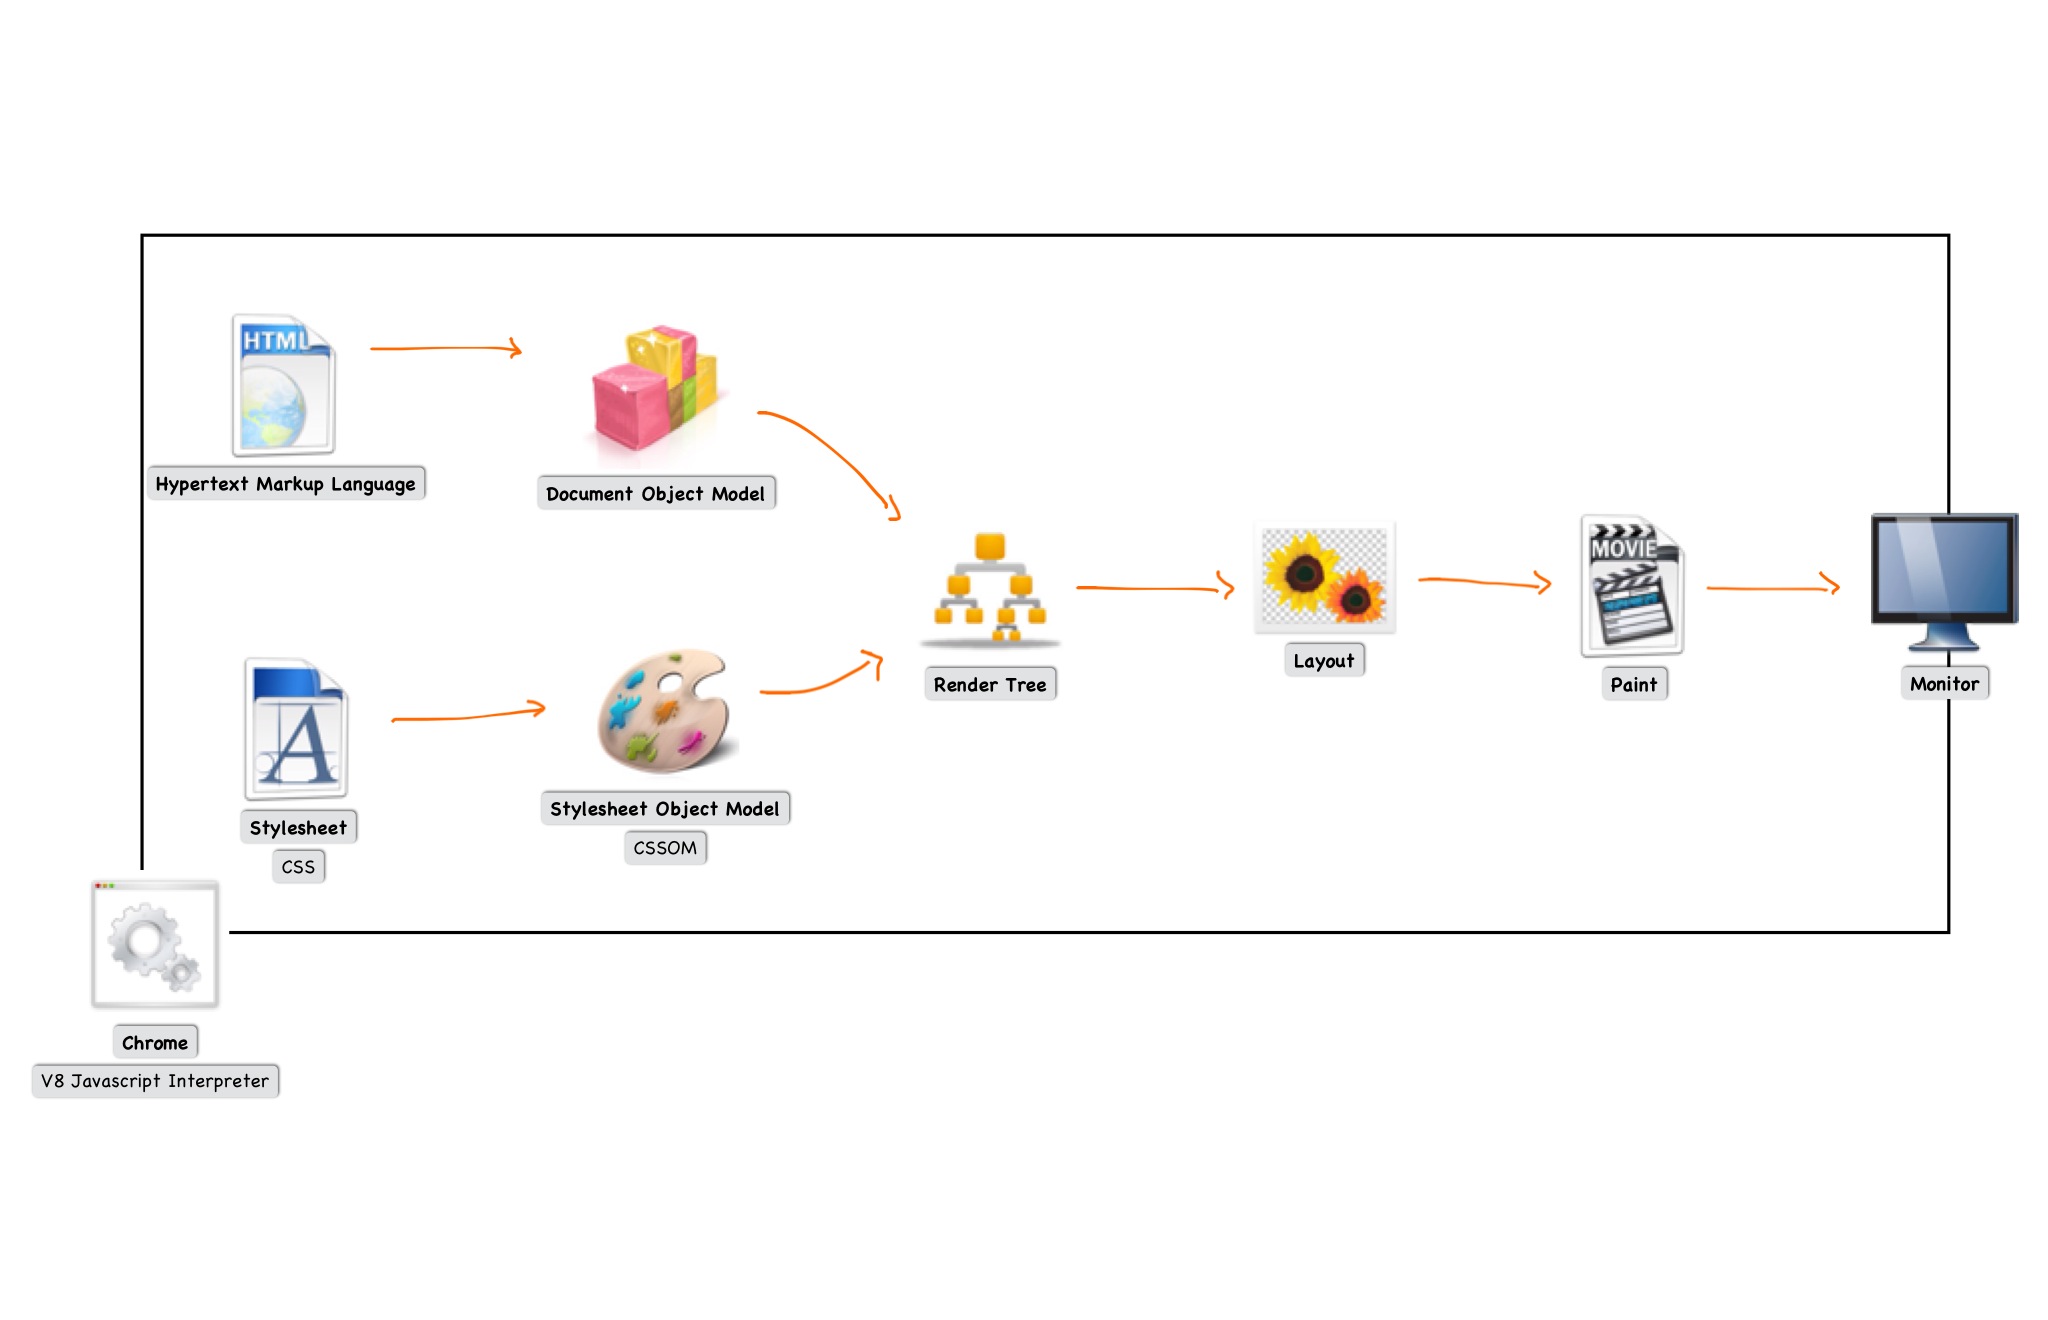 HTML
Hypertext Markup Language
Document Object Model
Stylesheet
CSS
Stylesheet Object Model
CSSOM
Render Tree
Layout
MOVIE
Paint
Monitor
Chrome
V8 Javascript Interpreter